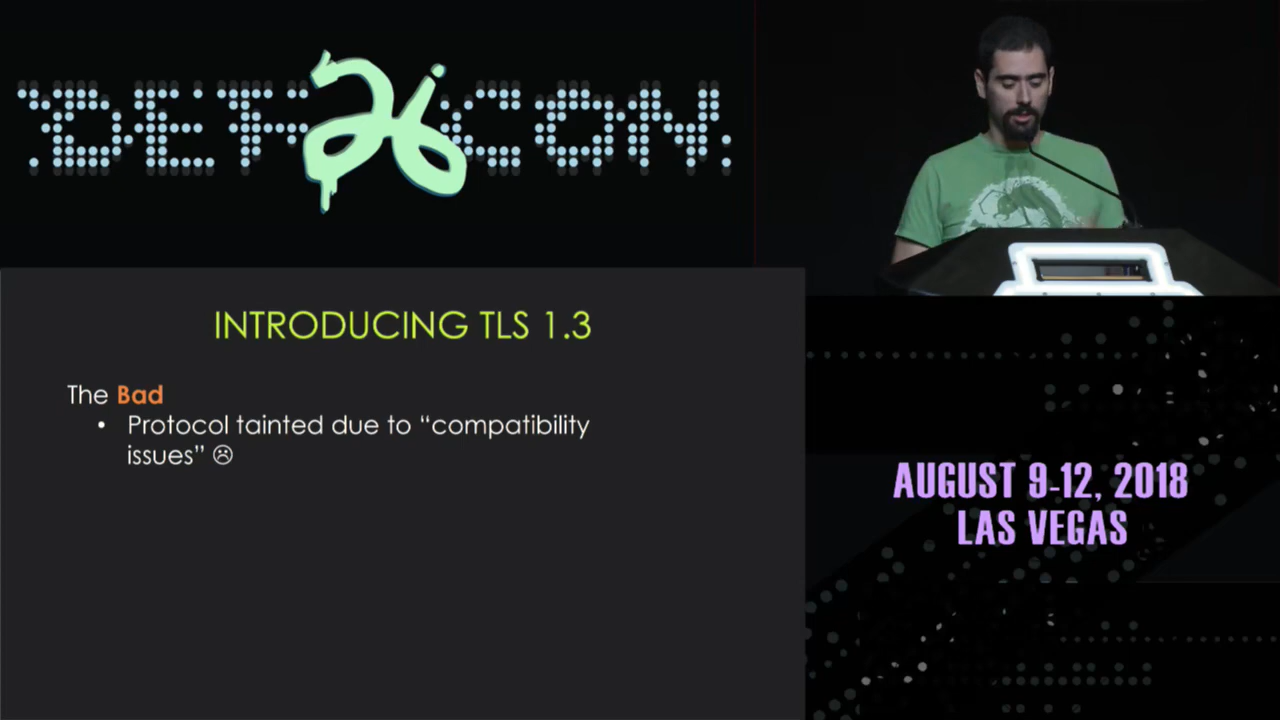 DEF 26 CON
INTRODUCING TLS 1.3
The Bad
• Protocol tainted due to “compatibility
issues” ☹
AUGUST 9-12, 2018
LAS VEGAS